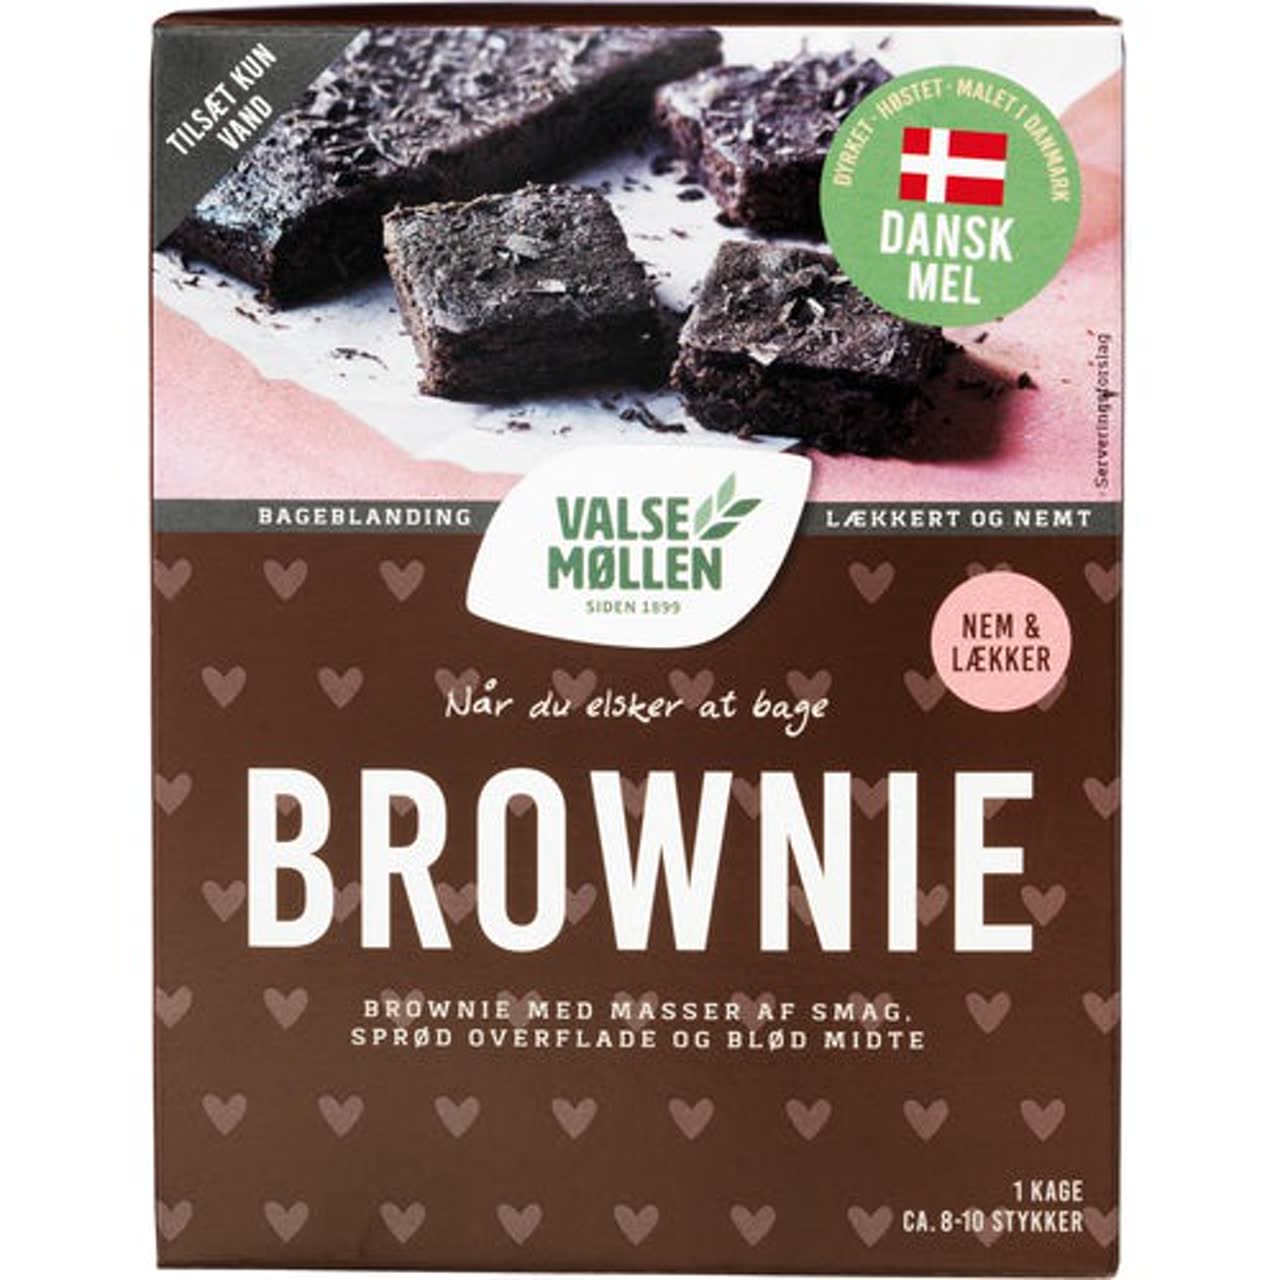 TILSÆT KUN
VAND
DYRKET · HØSTET · MALET I DANMARK
DANSK
MEL
Serveringsforslag
BAGEBLANDING
VALSE
MØLLEN
SIDEN 1899
LÆKKERT OG NEMT
NEM &
LÆKKER
Når du elsker at bage
BROWNIE
BROWNIE MED MASSER AF SMAG,
SPRØD OVERFLADE OG BLØD MIDTE
1 KAGE
CA. 8-10 STYKKER